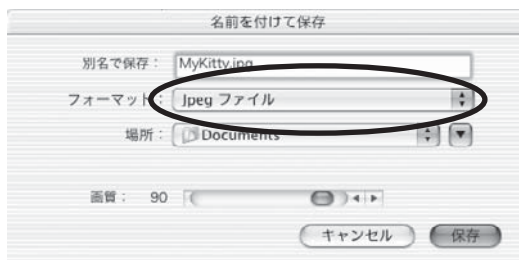 名前を付けて保存
別名で保存： MyKitty.jpg
フォーマット： Jpeg ファイル
場所： Documents
画質： 90
キャンセル 保存